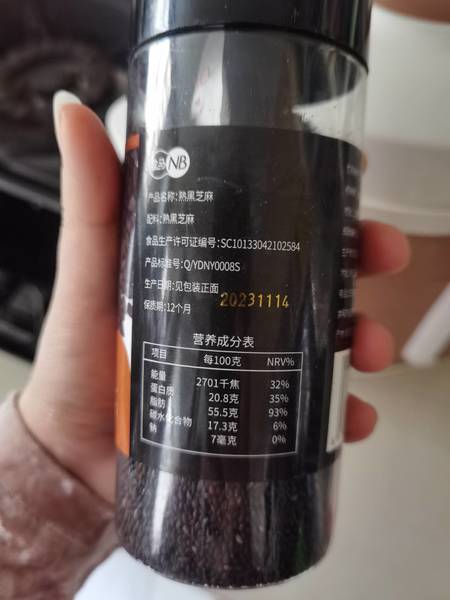 盒马 NB
产品名称:熟黑芝麻
配料:熟黑芝麻
食品生产许可证编号:SC10133042102584
产品标准号:Q/YDNY0008S
生产日期:见包装正面
20231114
保质期:12个月
营养成分表
项目 每100克 NRV%
能量 2701千焦 32%
蛋白质 20.8克 35%
脂肪 55.5克 93%
碳水化合物 17.3克 6%
钠 7毫克 0%